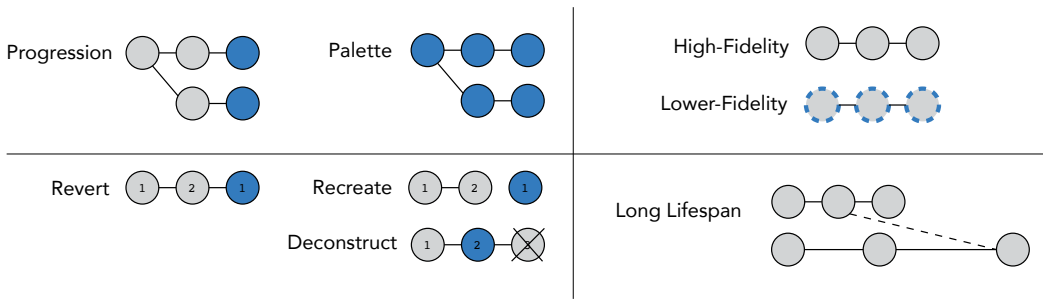 Progression
Palette
High-Fidelity
Lower-Fidelity
Revert 1 2 1
Recreate 1 2 1
Deconstruct 1 2
Long Lifespan